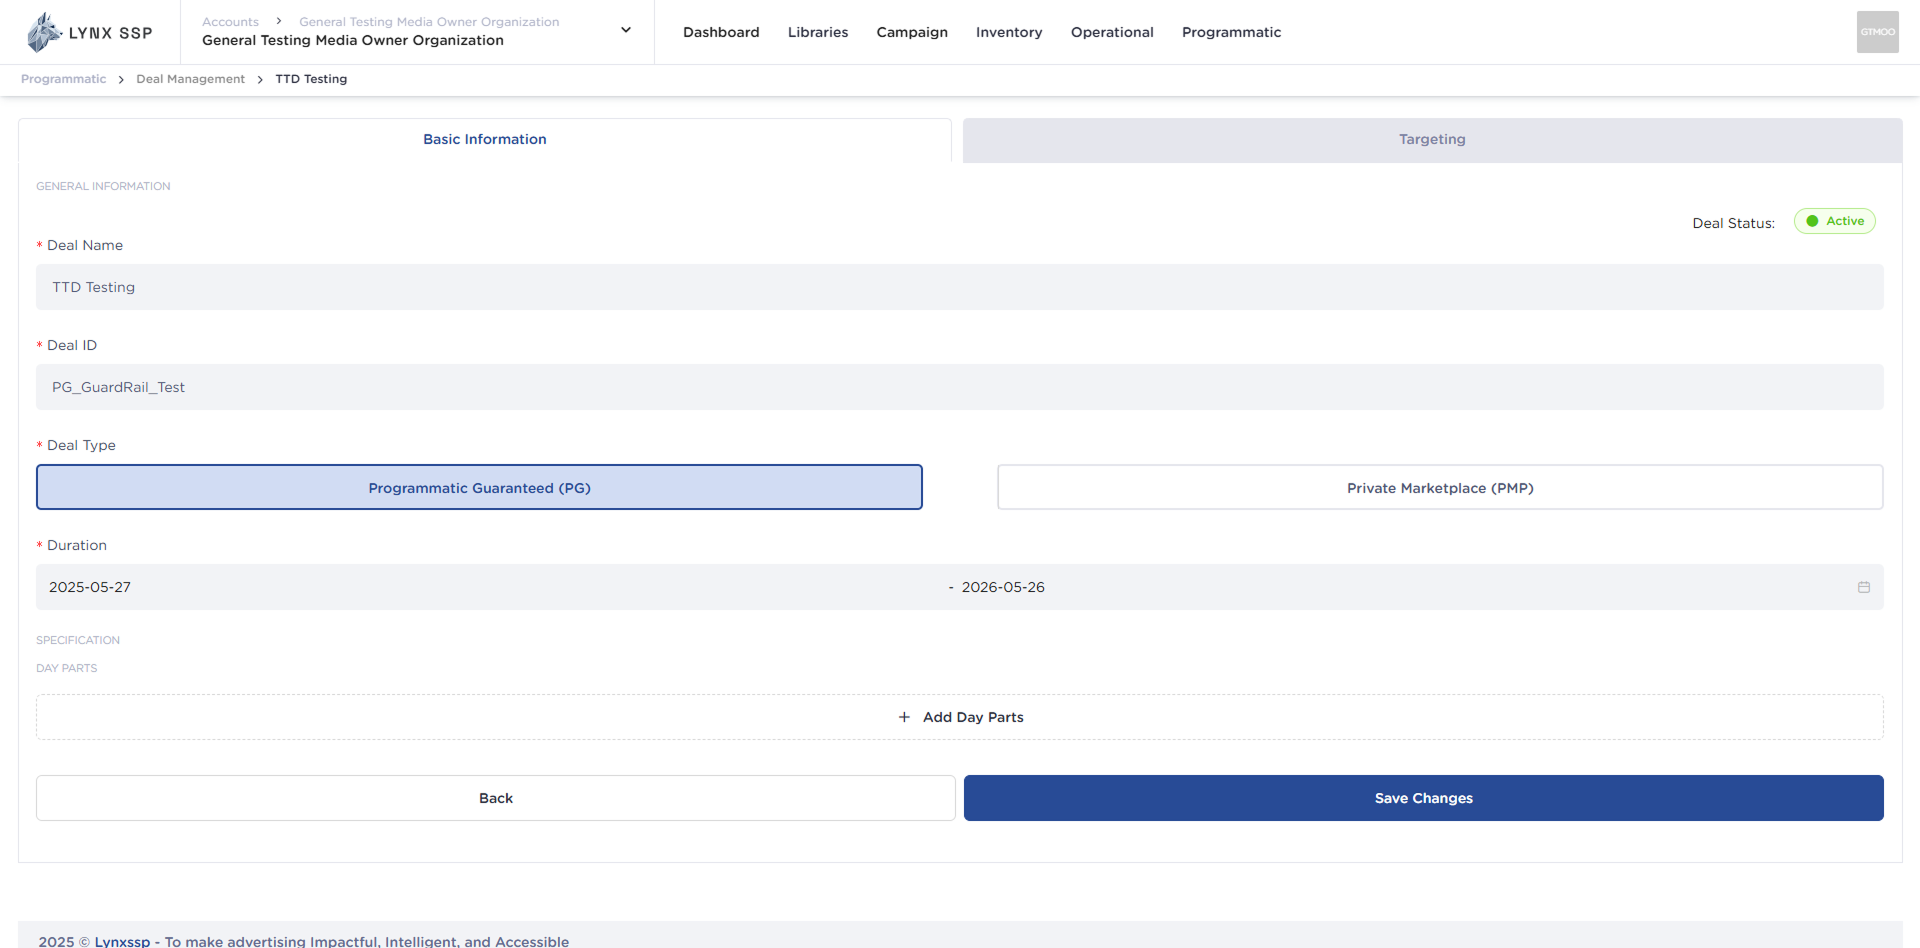 LYNX SSP
Accounts > General Testing Media Owner Organization
General Testing Media Owner Organization
Dashboard Libraries Campaign Inventory Operational Programmatic
GTMOO
Programmatic > Deal Management > TTD Testing
Basic Information
Targeting
GENERAL INFORMATION
Deal Status: Active
* Deal Name
TTD Testing
* Deal ID
PG_GuardRail_Test
* Deal Type
Programmatic Guaranteed (PG)
Private Marketplace (PMP)
* Duration
2025-05-27 - 2026-05-26
SPECIFICATION
DAY PARTS
+ Add Day Parts
Back
Save Changes
2025 © Lynxssp - To make advertising Impactful, Intelligent, and Accessible